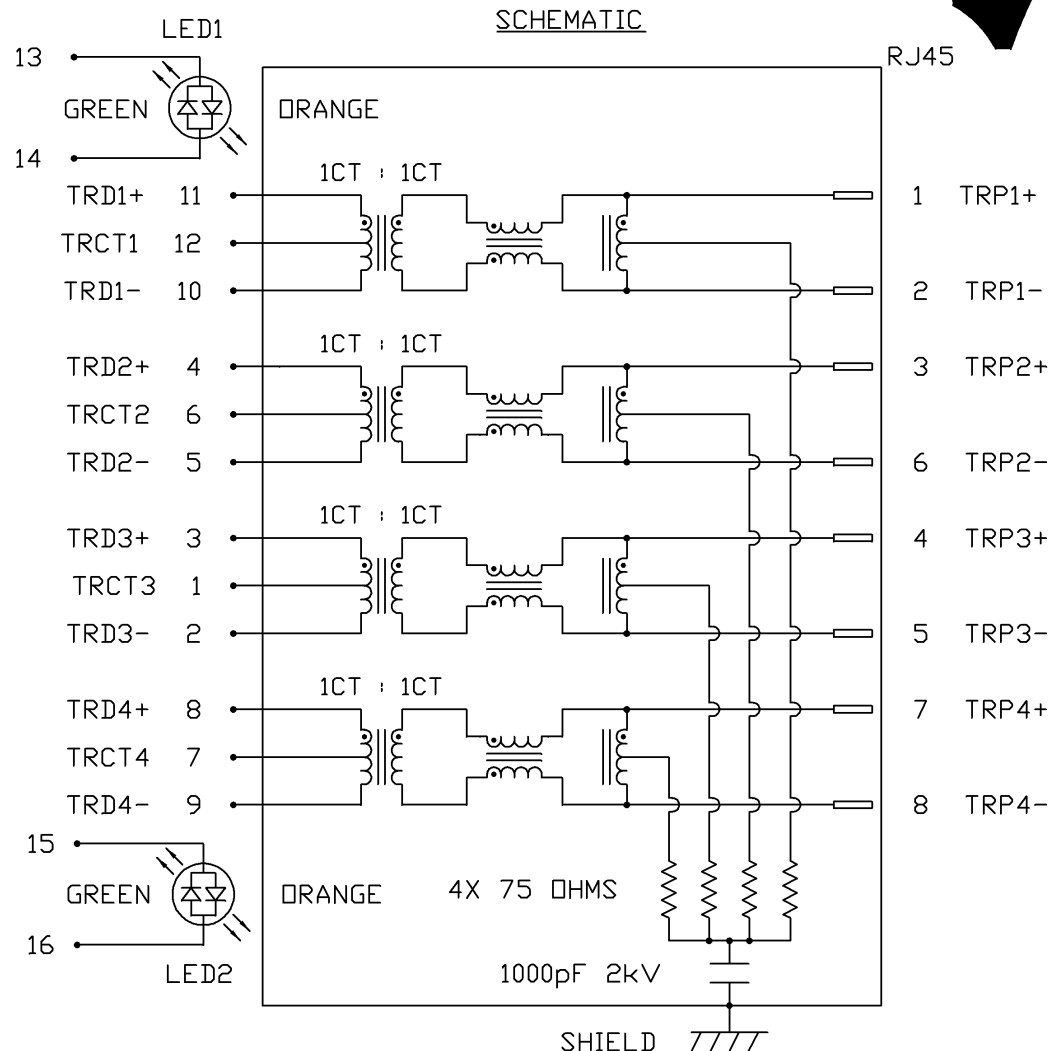 SCHEMATIC
LED1
13
RJ45
GREEN ORANGE
14
1CT : 1CT
TRD1+ 11 1 TRP1+
TRCT1 12
TRD1- 10 2 TRP1-
1CT : 1CT
TRD2+ 4 3 TRP2+
TRCT2 6
TRD2- 5 6 TRP2-
1CT : 1CT
TRD3+ 3 4 TRP3+
TRCT3 1
TRD3- 2 5 TRP3-
1CT : 1CT
TRD4+ 8 7 TRP4+
TRCT4 7
TRD4- 9 8 TRP4-
15
GREEN ORANGE 4X 75 OHMS
16
LED2 1000pF 2kV
SHIELD